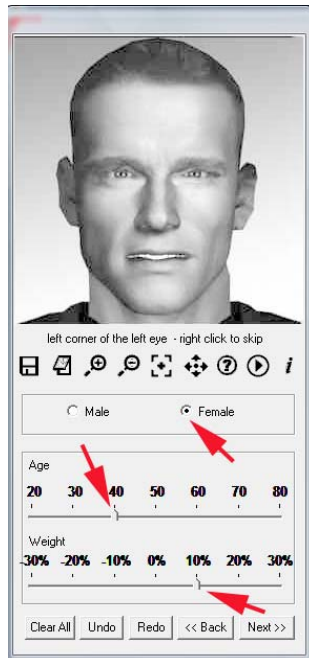 left corner of the left eye - right click to skip
i
Male Female
Age
20 30 40 50 60 70 80
Weight
-30% -20% -10% 0% 10% 20% 30%
Clear All Undo Redo << Back Next >>